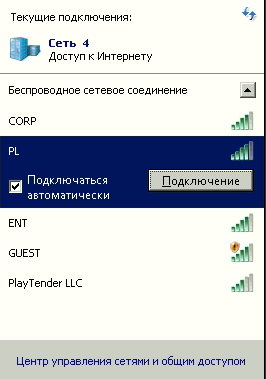 Текущие подключения:
Сеть 4
Доступ к Интернету
Беспроводное сетевое соединение
CORP
PL
Подключаться
автоматически
Подключение
ENT
GUEST
PlayTender LLC
Центр управления сетями и общим доступом